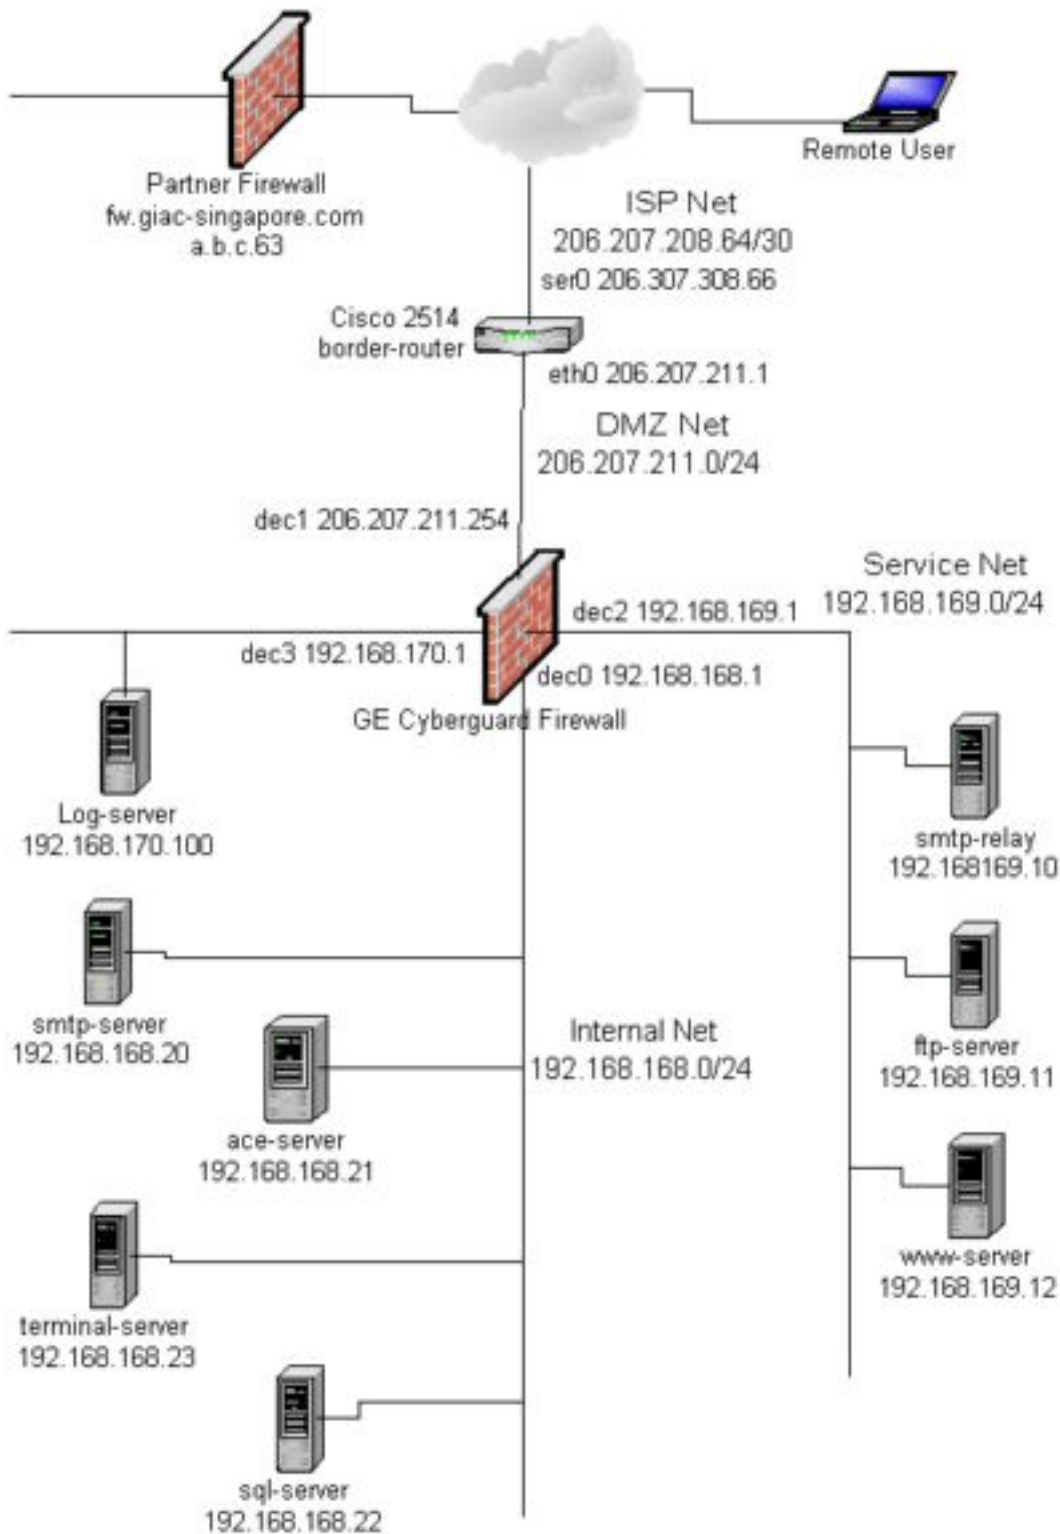 Remote User
Partner Firewall
fw.giac-singapore.com
a.b.c.63
ISP Net
206.207.208.64/30
ser0 206.307.308.66
Cisco 2514
border-router
eth0 206.207.211.1
DMZ Net
206.207.211.0/24
dec1 206.207.211.254
Service Net
192.168.169.0/24
dec2 192.168.169.1
dec3 192.168.170.1
dec0 192.168.168.1
GE Cyberguard Firewall
Log-server
192.168.170.100
smtp-relay
192.168169.10
smtp-server
192.168.168.20
Internal Net
192.168.168.0/24
ftp-server
192.168.169.11
ace-server
192.168.168.21
www-server
192.168.169.12
terminal-server
192.168.168.23
sql-server
192.168.168.22